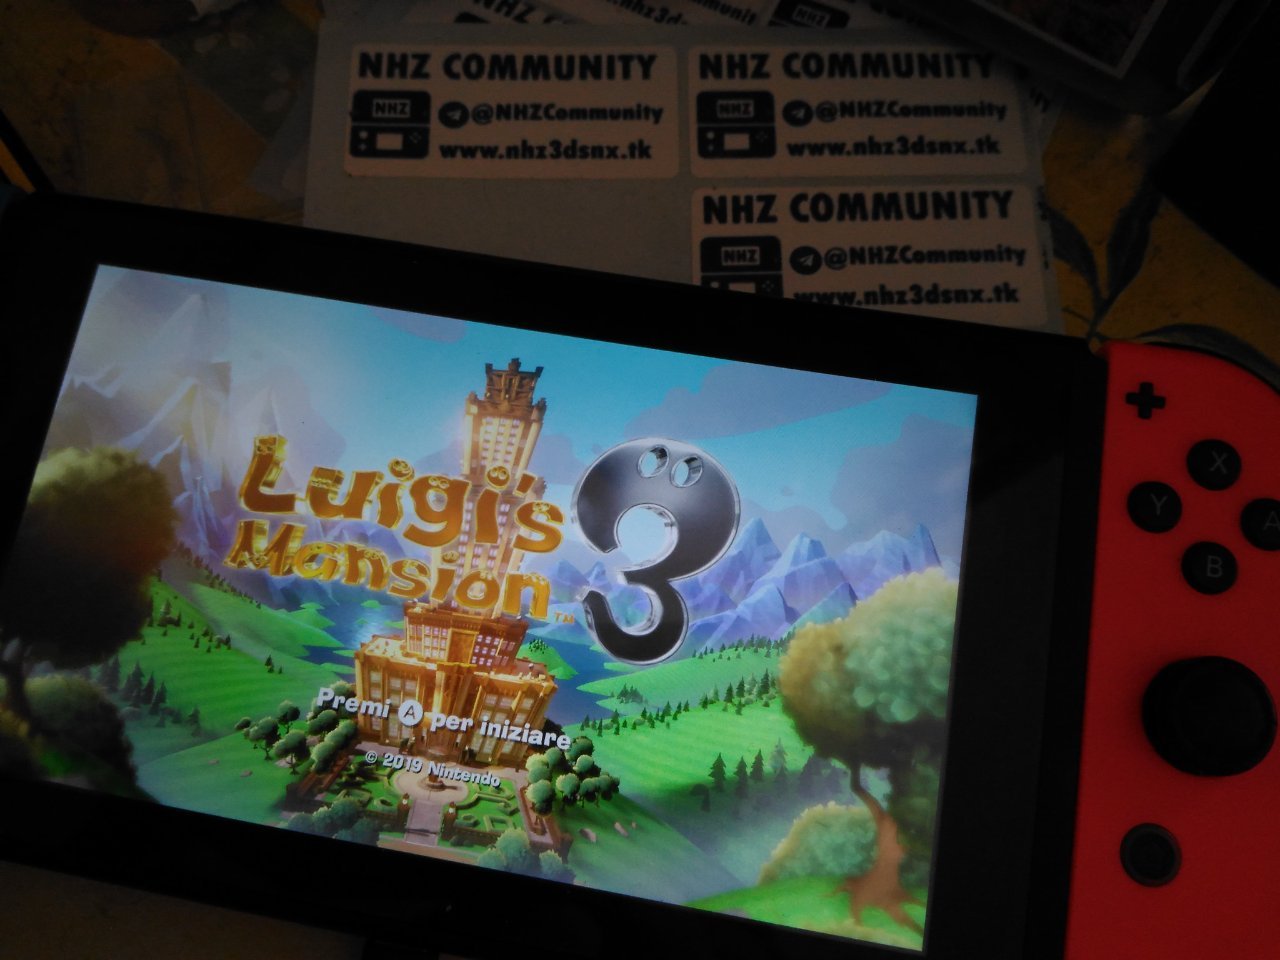 NHZ COMMUNITY
NHZ
@NHZCommunity
www.nhz3dsnx.tk
NHZ COMMUNITY
NHZ
@NHZCommunity
www.nhz3dsnx.tk
NHZ COMMUNITY
NHZ
@NHZCommunity
www.nhz3dsnx.tk
Luigi's
Mansion™
3
Premi A per iniziare
© 2019 Nintendo
X
Y
A
B